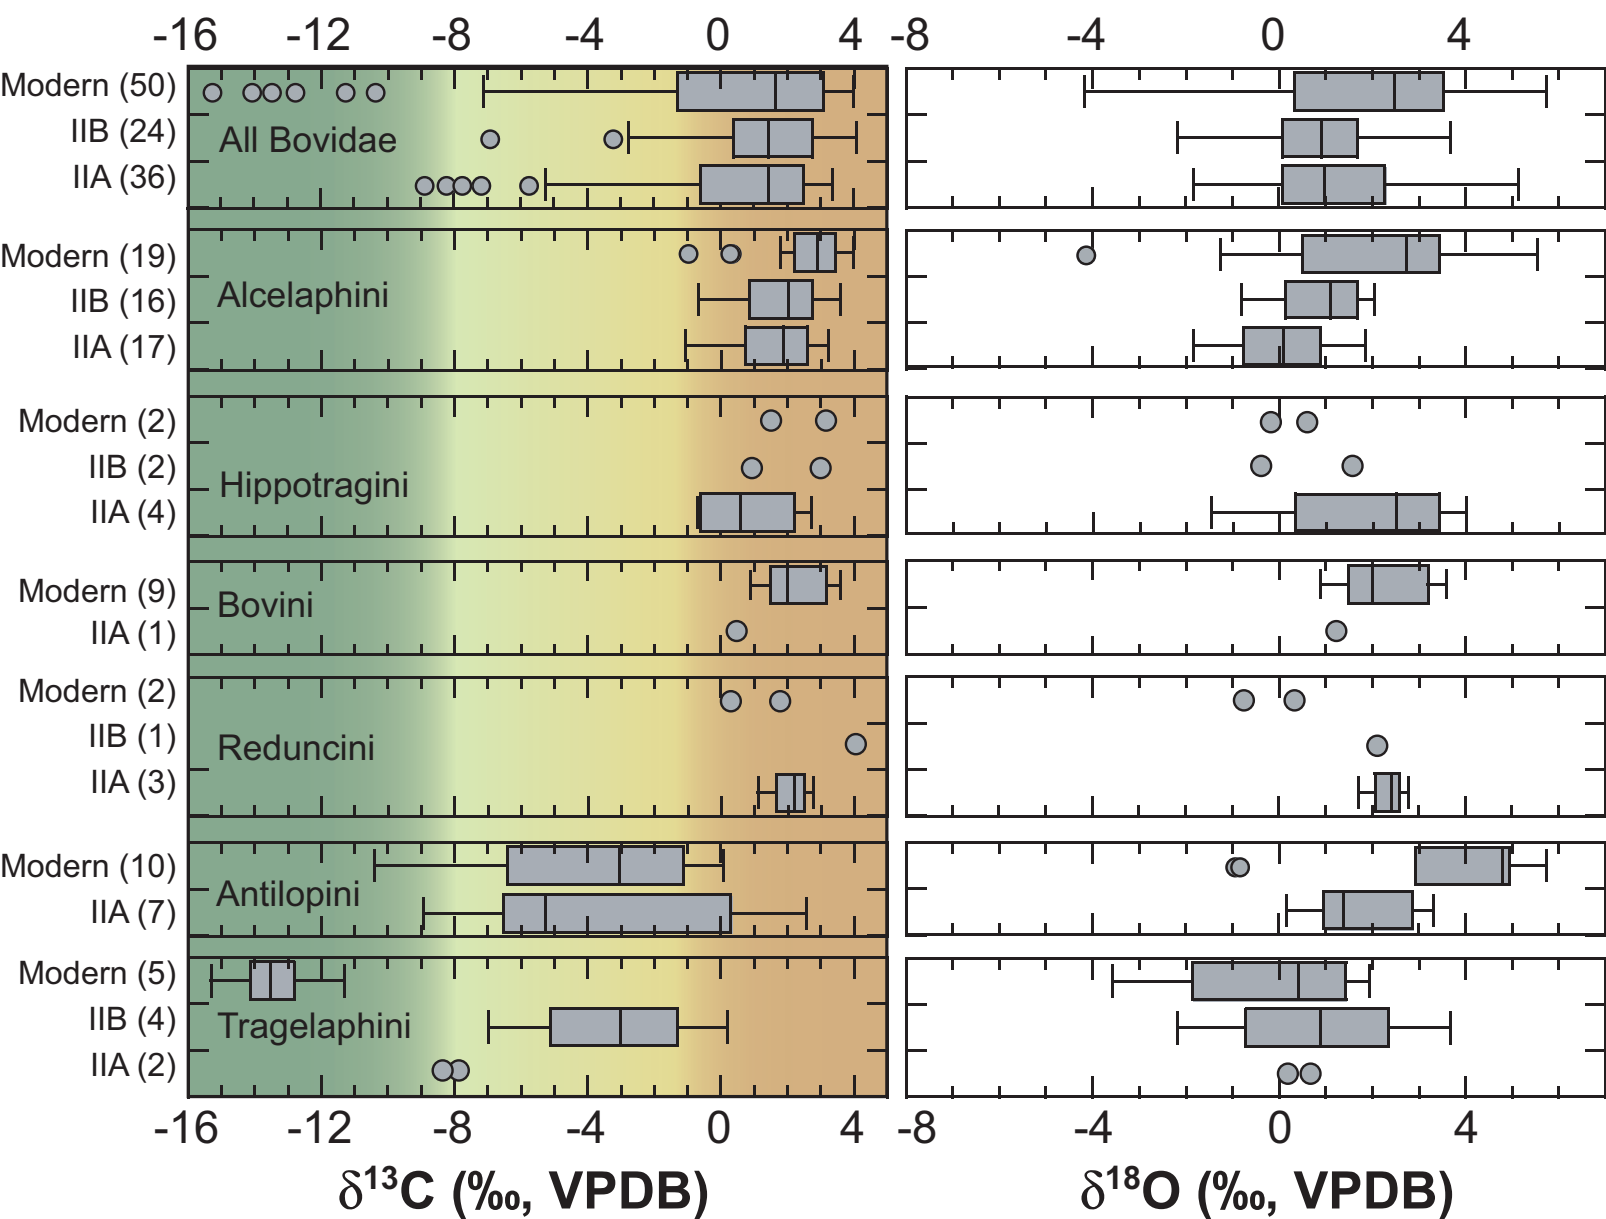 -16 -12 -8 -4 0 4 -8 -4 0 4
Modern (50)
IIB (24)
All Bovidae
IIA (36)
Modern (19)
IIB (16)
Alcelaphini
IIA (17)
Modern (2)
IIB (2)
Hippotragini
IIA (4)
Modern (9)
Bovini
IIA (1)
Modern (2)
IIB (1)
Reduncini
IIA (3)
Modern (10)
Antilopini
IIA (7)
Modern (5)
IIB (4)
Tragelaphini
IIA (2)
-16 -12 -8 -4 0 4 -8 -4 0 4
δ¹³C (‰, VPDB) δ¹⁸O (‰, VPDB)